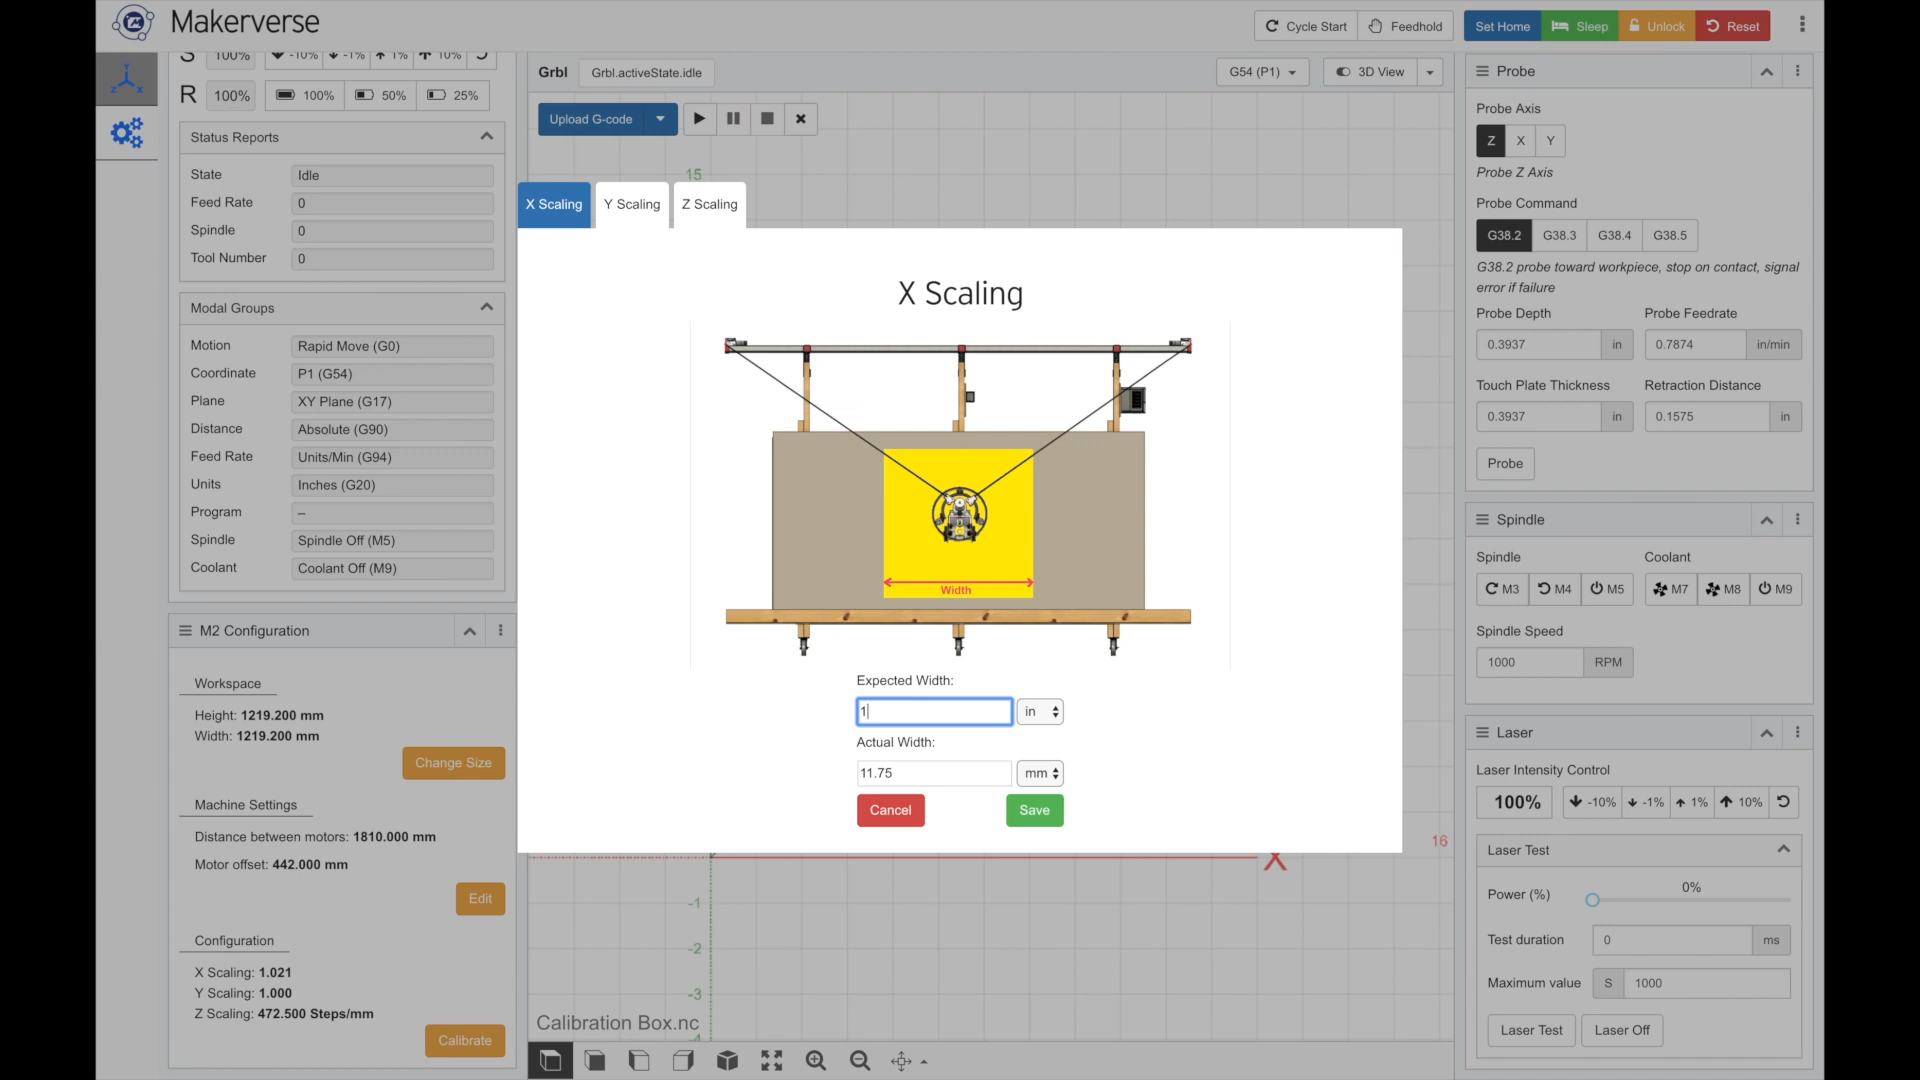 Makerverse
Cycle Start
Feedhold
Set Home
Sleep
Unlock
Reset
S 100% -10% -1% 1% 10%
R 100% 100% 50% 25%
Status Reports
State Idle
Feed Rate 0
Spindle 0
Tool Number 0
Modal Groups
Motion Rapid Move (G0)
Coordinate P1 (G54)
Plane XY Plane (G17)
Distance Absolute (G90)
Feed Rate Units/Min (G94)
Units Inches (G20)
Program –
Spindle Spindle Off (M5)
Coolant Coolant Off (M9)
M2 Configuration
Workspace
Height: 1219.200 mm
Width: 1219.200 mm
Change Size
Machine Settings
Distance between motors: 1810.000 mm
Motor offset: 442.000 mm
Edit
Configuration
X Scaling: 1.021
Y Scaling: 1.000
Z Scaling: 472.500 Steps/mm
Calibrate
Grbl Grbl.activeState.idle
G54 (P1)
3D View
Upload G-code
15
X Scaling
Y Scaling
Z Scaling
X Scaling
Width
Expected Width:
1 in
Actual Width:
11.75 mm
Cancel
Save
16
X
-1
-2
-3
-4
Calibration Box.nc
Probe
Probe Axis
Z X Y
Probe Z Axis
Probe Command
G38.2 G38.3 G38.4 G38.5
G38.2 probe toward workpiece, stop on contact, signal
error if failure
Probe Depth Probe Feedrate
0.3937 in 0.7874 in/min
Touch Plate Thickness Retraction Distance
0.3937 in 0.1575 in
Probe
Spindle
Spindle Coolant
M3 M4 M5 M7 M8 M9
Spindle Speed
1000 RPM
Laser
Laser Intensity Control
100% -10% -1% 1% 10%
Laser Test
Power (%) 0%
Test duration 0 ms
Maximum value S 1000
Laser Test
Laser Off